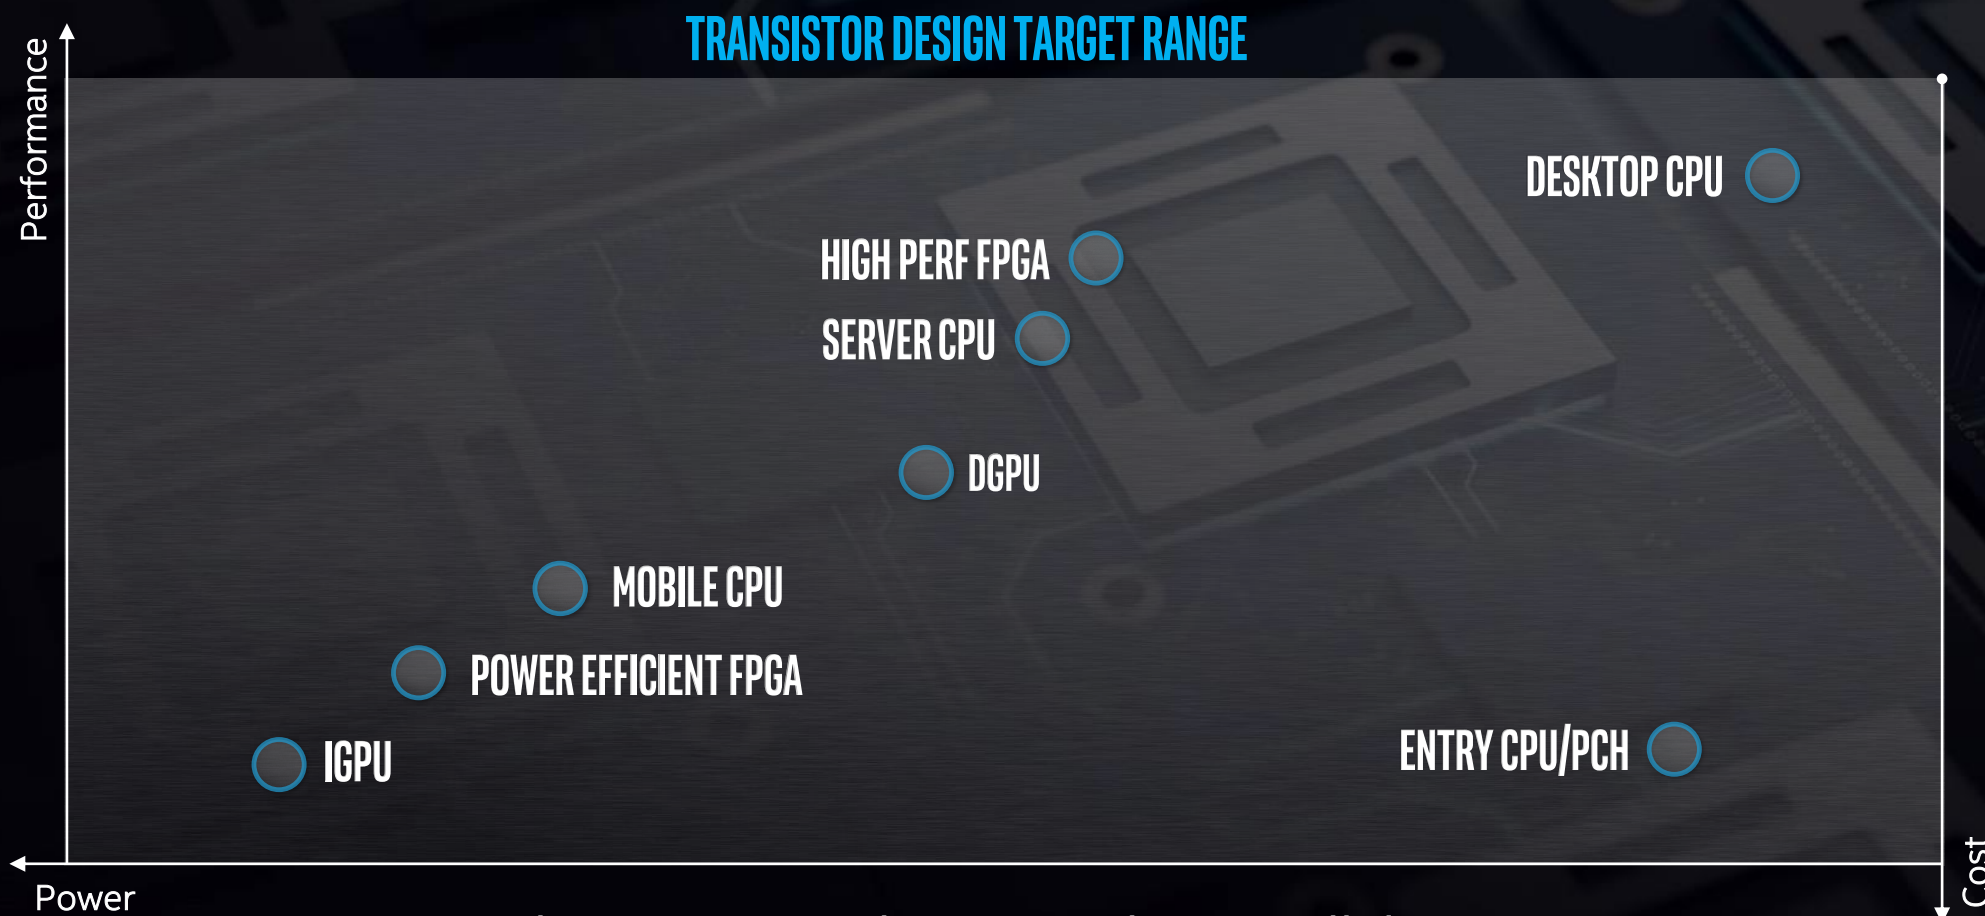 TRANSISTOR DESIGN TARGET RANGE
Performance
DESKTOP CPU
HIGH PERF FPGA
SERVER CPU
DGPU
MOBILE CPU
POWER EFFICIENT FPGA
IGPU
ENTRY CPU/PCH
Power
Cost